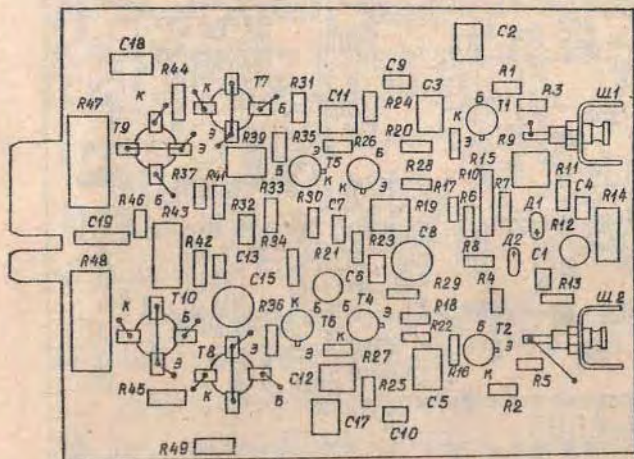 C18
R44
К
T7
Б
Э
R31
C9
C2
R1
R3
Ш1
R47
К
T9
Э
Б
R39
R35
C11
R26
R24
C3
К
Б
T1
Э
R9
R20
R28
R15
R10
R11
C4
R14
R37
R41
R33
Б
Э
К
T5
Б
К
Э
R17
R6
R7
Д1
R12
R46
R43
R32
R30
C7
R19
C8
C19
R42
C13
R34
R21
R23
R8
Д2
C1
R13
R48
C15
C6
R29
R4
Ш2
К
T10
Б
Э
R36
К
Б
T6
Э
Б
T4
К
Э
R18
R22
Б
T2
Э
К
R16
R5
T8
Э
К
Б
R27
C12
R25
C5
R2
R45
C17
C10
R49